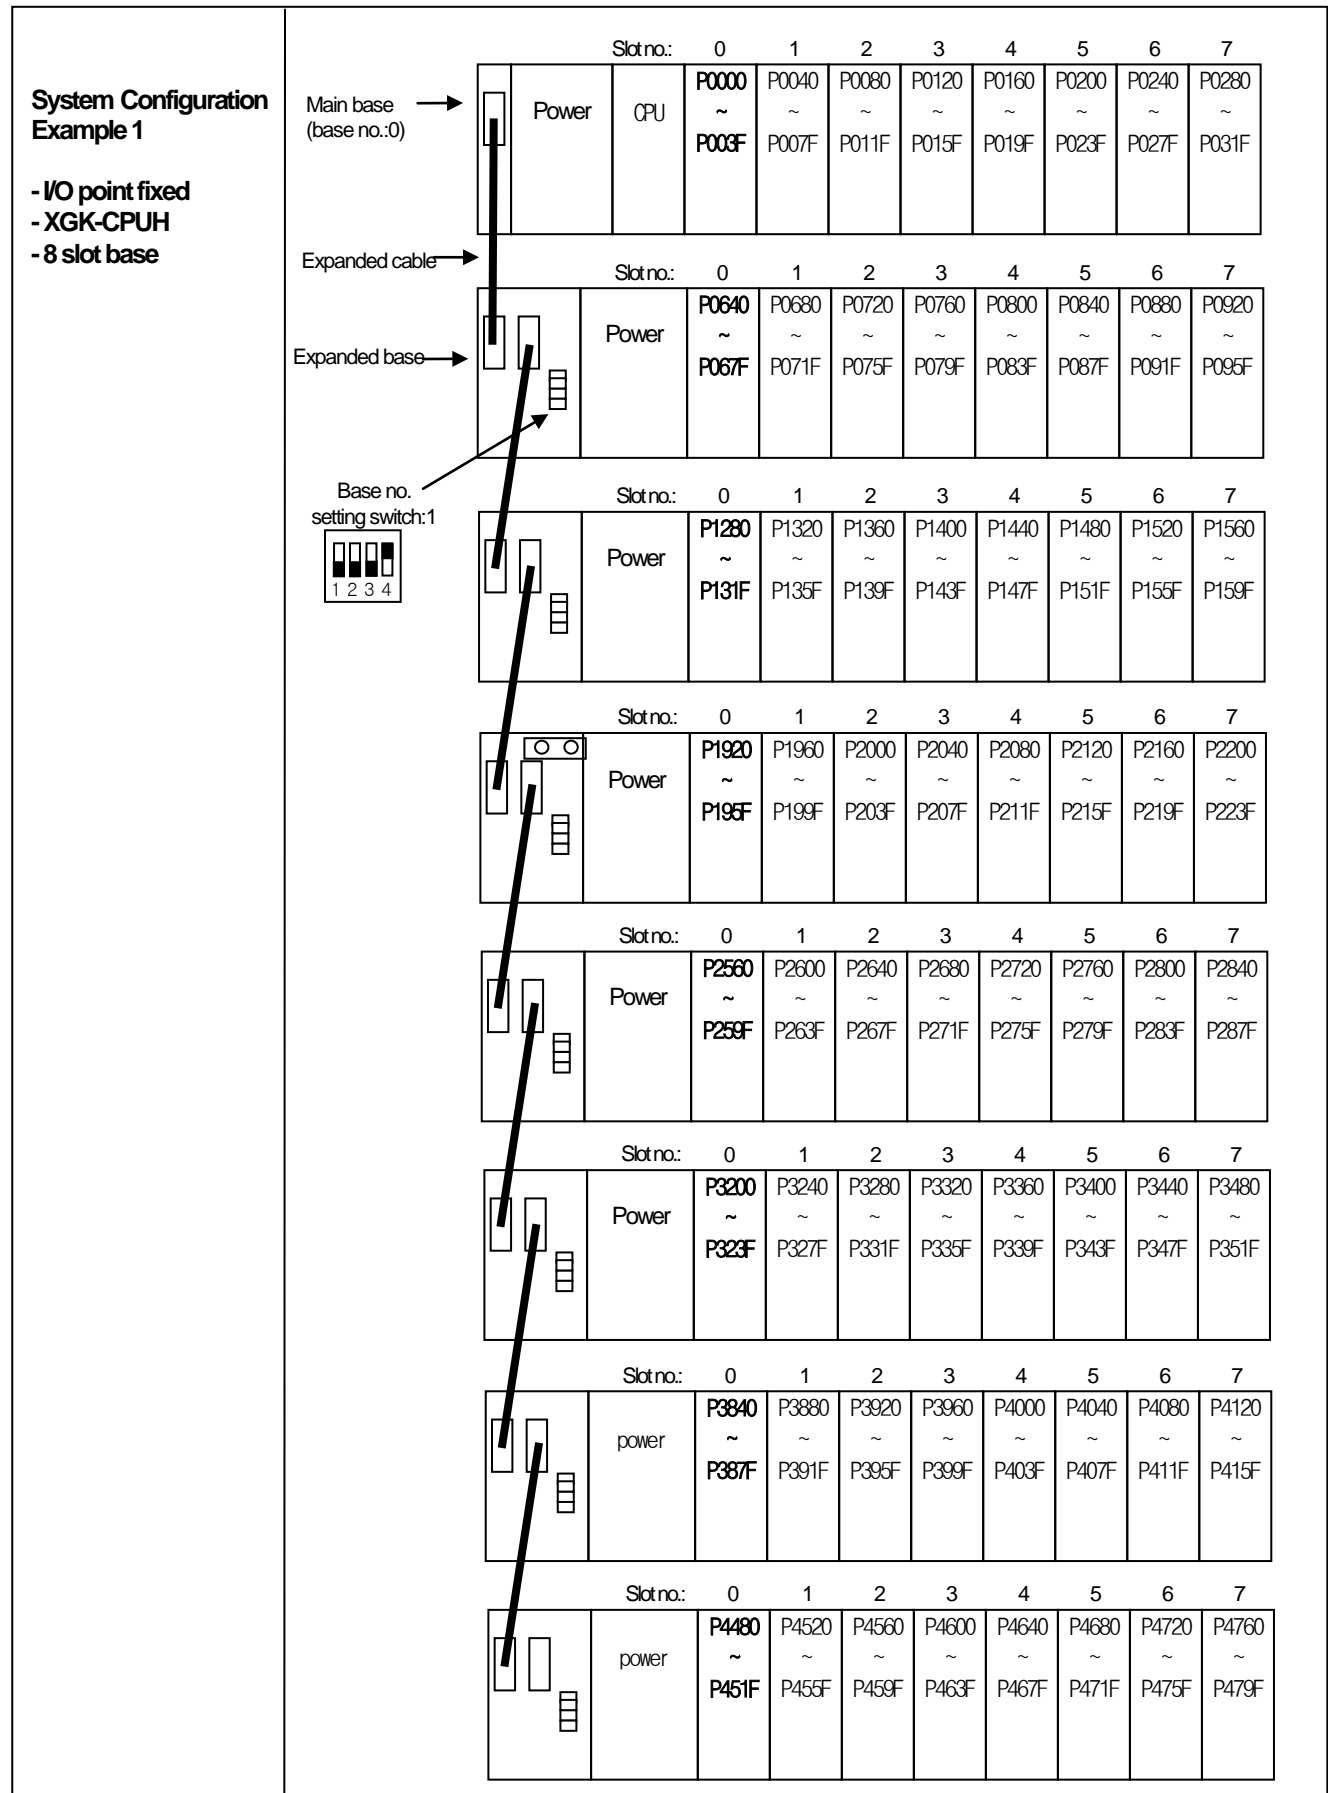 System Configuration
Example 1
- I/O point fixed
- XGK-CPUH
- 8 slot base
Slot no.: 0 1 2 3 4 5 6 7
Main base
(base no.:0)
Power CPU
P0000 P0040 P0080 P0120 P0160 P0200 P0240 P0280
~ ~ ~ ~ ~ ~ ~ ~
P003F P007F P011F P015F P019F P023F P027F P031F
Expanded cable
Slot no.: 0 1 2 3 4 5 6 7
Expanded base
Power
P0640 P0680 P0720 P0760 P0800 P0840 P0880 P0920
~ ~ ~ ~ ~ ~ ~ ~
P067F P071F P075F P079F P083F P087F P091F P095F
Base no.
setting switch:1
1 2 3 4
Slot no.: 0 1 2 3 4 5 6 7
Power
P1280 P1320 P1360 P1400 P1440 P1480 P1520 P1560
~ ~ ~ ~ ~ ~ ~ ~
P131F P135F P139F P143F P147F P151F P155F P159F
Slot no.: 0 1 2 3 4 5 6 7
Power
P1920 P1960 P2000 P2040 P2080 P2120 P2160 P2200
~ ~ ~ ~ ~ ~ ~ ~
P195F P199F P203F P207F P211F P215F P219F P223F
Slot no.: 0 1 2 3 4 5 6 7
Power
P2560 P2600 P2640 P2680 P2720 P2760 P2800 P2840
~ ~ ~ ~ ~ ~ ~ ~
P259F P263F P267F P271F P275F P279F P283F P287F
Slot no.: 0 1 2 3 4 5 6 7
Power
P3200 P3240 P3280 P3320 P3360 P3400 P3440 P3480
~ ~ ~ ~ ~ ~ ~ ~
P323F P327F P331F P335F P339F P343F P347F P351F
Slot no.: 0 1 2 3 4 5 6 7
power
P3840 P3880 P3920 P3960 P4000 P4040 P4080 P4120
~ ~ ~ ~ ~ ~ ~ ~
P387F P391F P395F P399F P403F P407F P411F P415F
Slot no.: 0 1 2 3 4 5 6 7
power
P4480 P4520 P4560 P4600 P4640 P4680 P4720 P4760
~ ~ ~ ~ ~ ~ ~ ~
P451F P455F P459F P463F P467F P471F P475F P479F